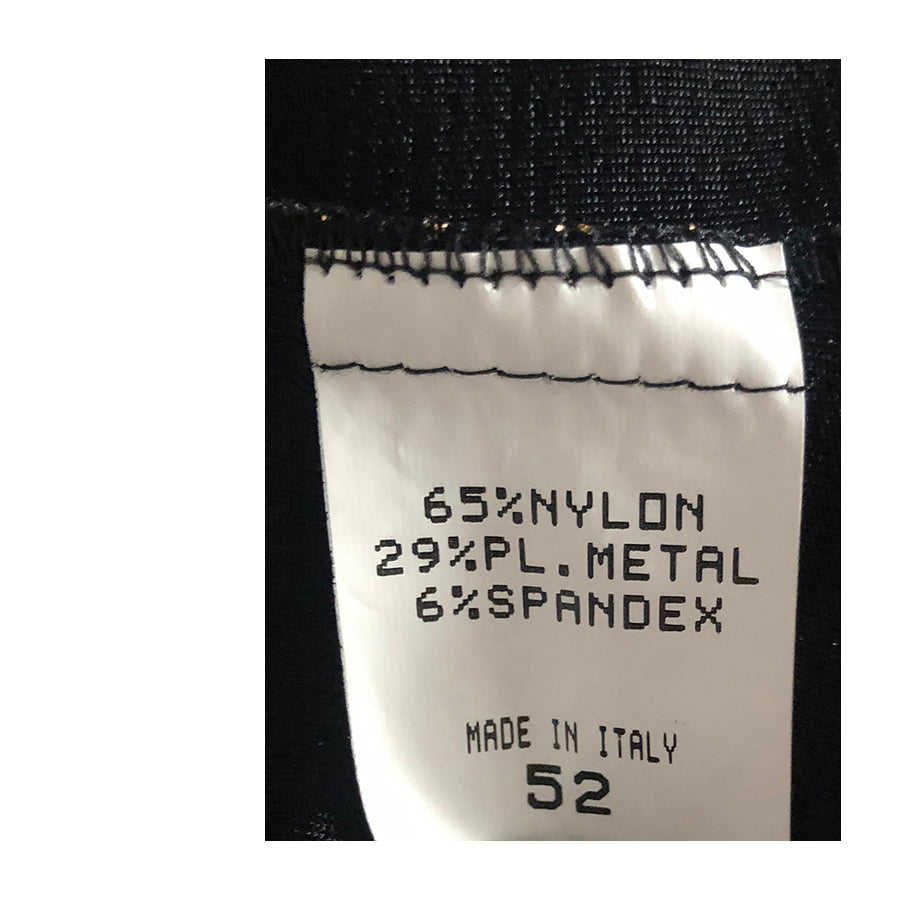 65%NYLON
29%PL.METAL
6%SPANDEX
MADE IN ITALY
52